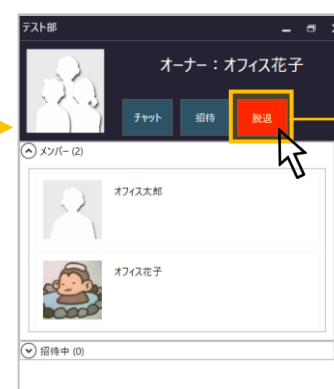 テスト部
オーナー：オフィス花子
チャット
招待
脱退
メンバー (2)
オフィス太郎
オフィス花子
招待中 (0)